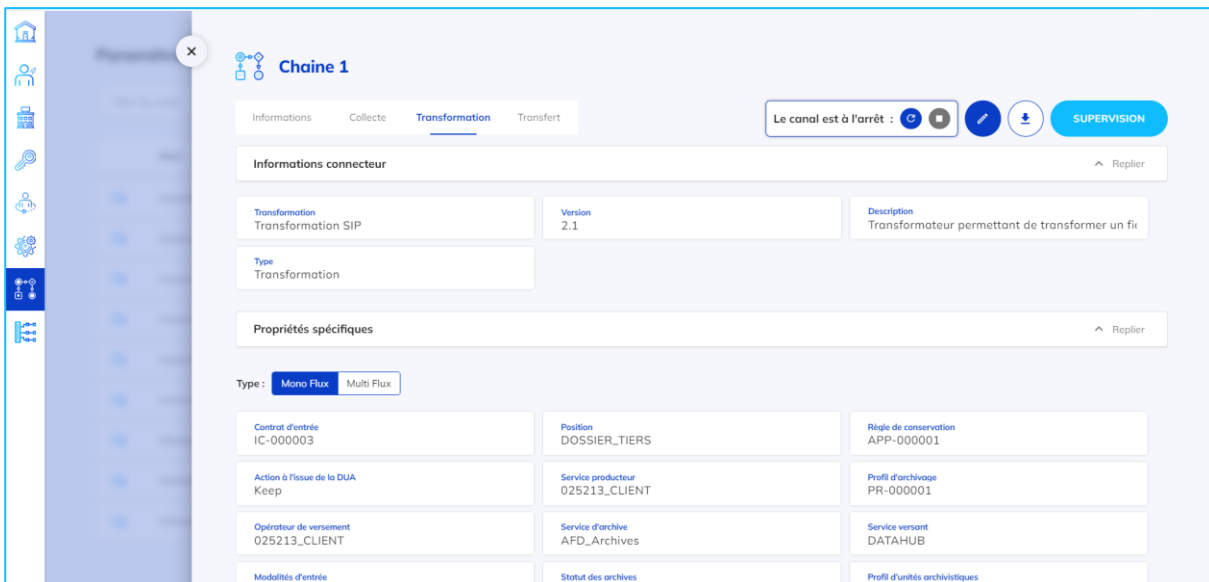 Chaine 1
Informations Collecte Transformation Transfert
Le canal est à l'arrêt :
SUPERVISION
Informations connecteur
Replier
Transformation
Transformation SIP
Version
2.1
Description
Transformateur permettant de transformer un fi
Type
Transformation
Propriétés spécifiques
Replier
Type : Mono Flux Multi Flux
Contrat d'entrée
IC-000003
Position
DOSSIER_TIERS
Règle de conservation
APP-000001
Action à l'issue de la DUA
Keep
Service producteur
025213_CLIENT
Profil d'archivage
PR-000001
Opérateur de versement
025213_CLIENT
Service d'archive
AFD_Archives
Service versant
DATAHUB
Modalités d'entrée
Statut des archives
Profil d'unités archivistiques